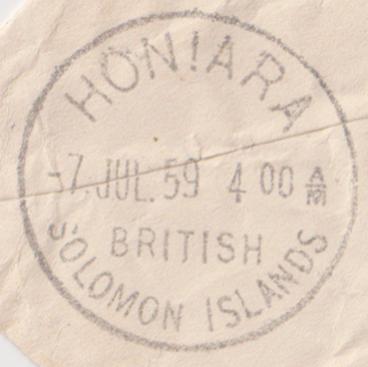 HONIARA
-7.JUL.59 4 00 AM
BRITISH
SOLOMON ISLANDS